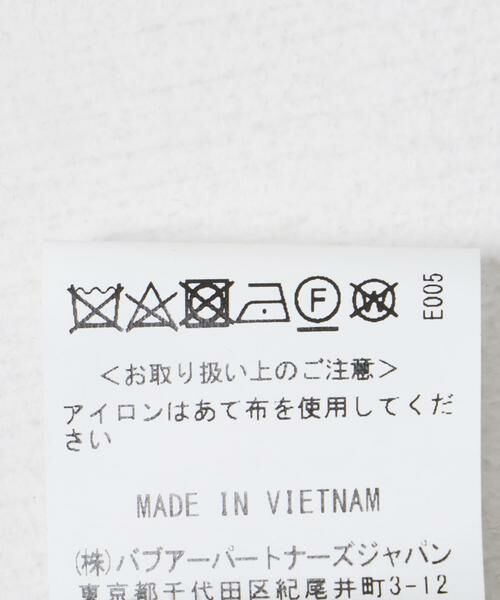 F W E005
<お取り扱い上のご注意>
アイロンはあて布を使用してくだ
さい
MADE IN VIETNAM
(株)バブアーパートナーズジャパン
東京都千代田区紀尾井町3-12